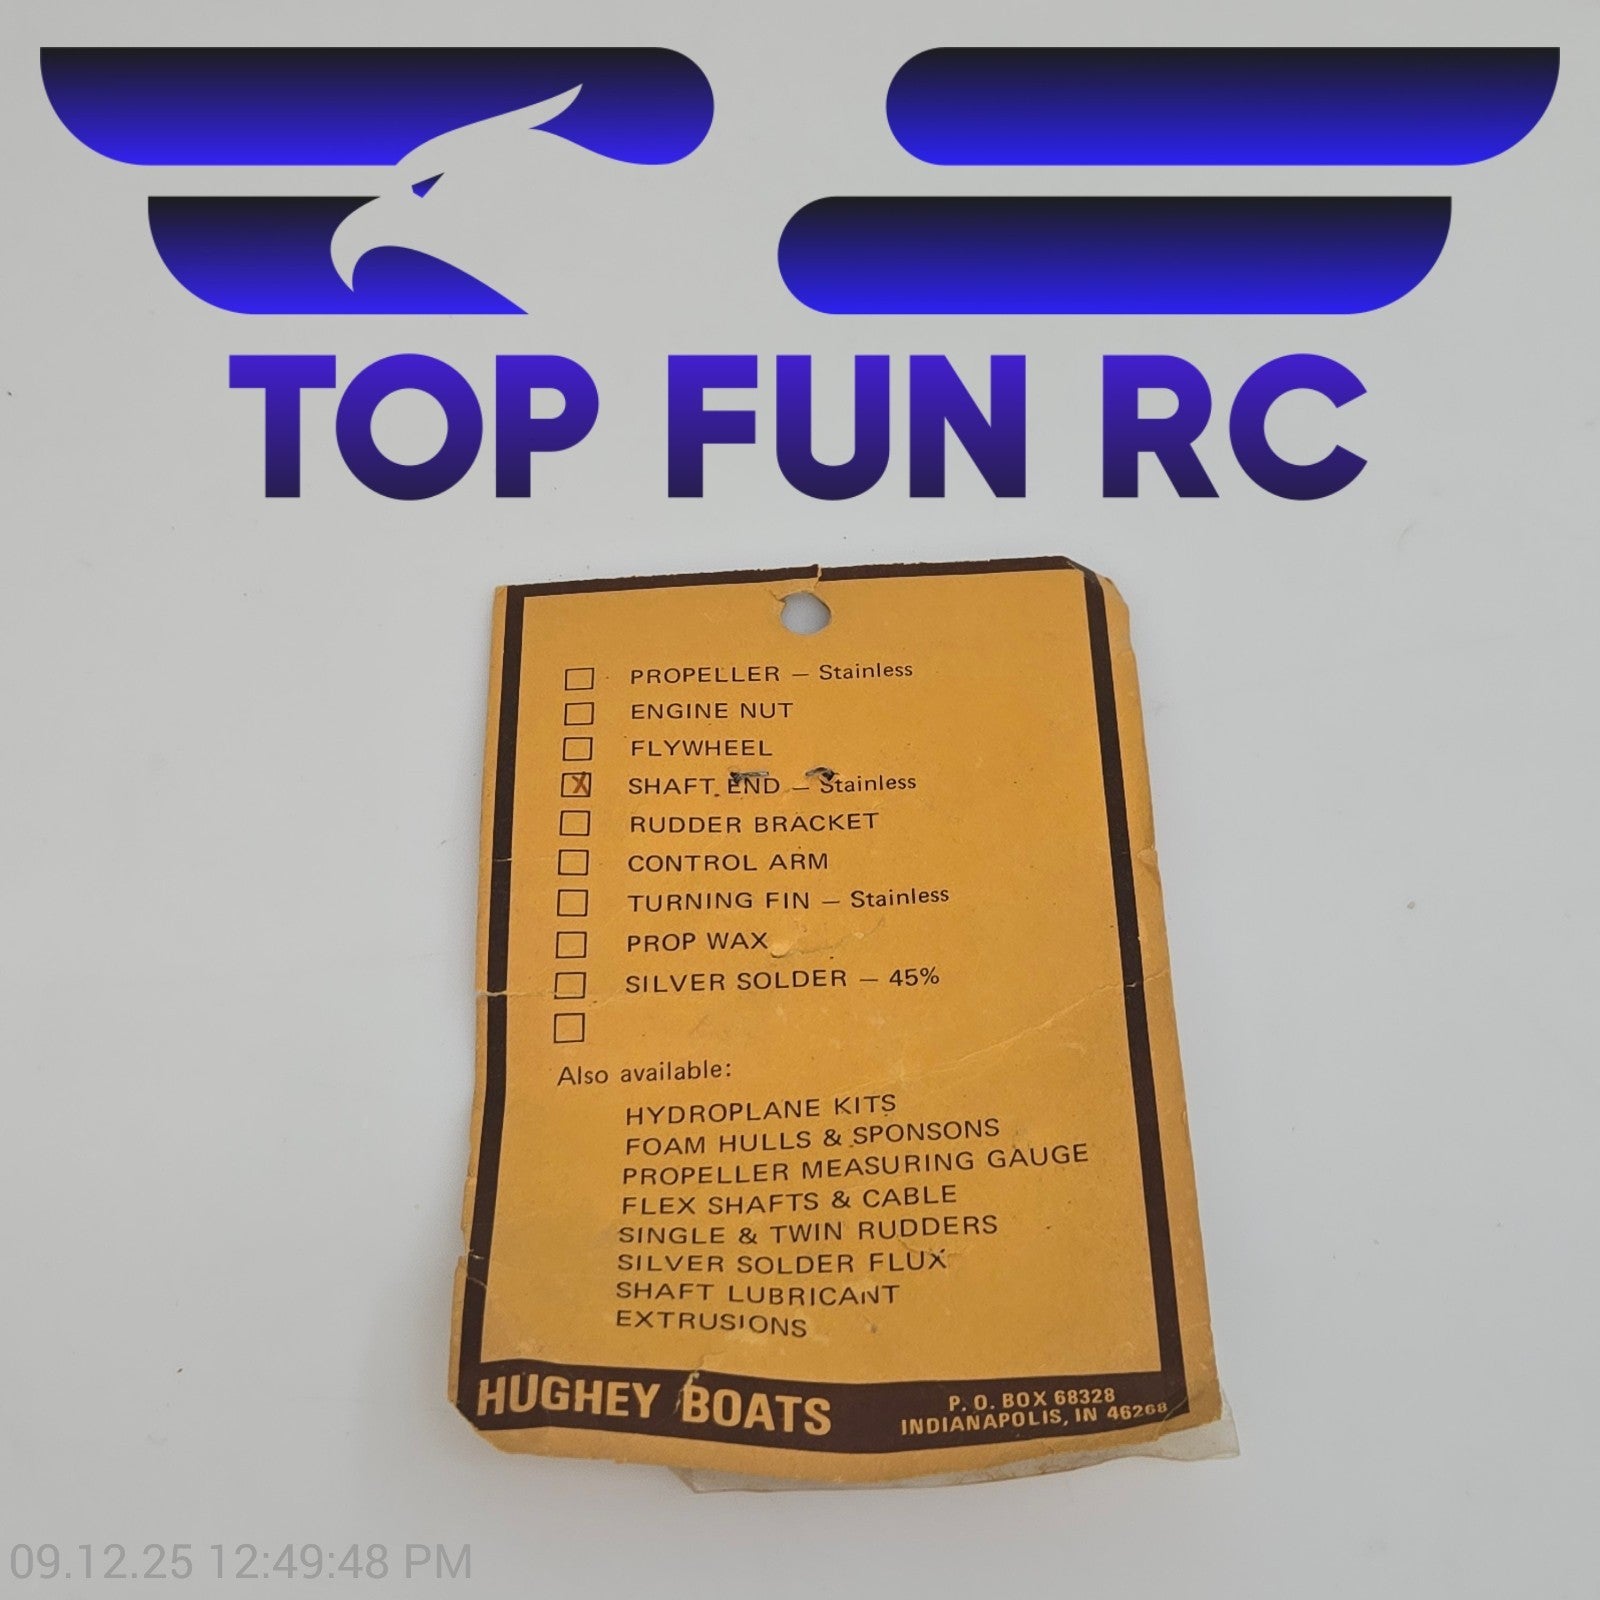 TOP FUN RC
PROPELLER — Stainless
ENGINE NUT
FLYWHEEL
X SHAFT END — Stainless
RUDDER BRACKET
CONTROL ARM
TURNING FIN — Stainless
PROP WAX
SILVER SOLDER — 45%
Also available:
HYDROPLANE KITS
FOAM HULLS & SPONSONS
PROPELLER MEASURING GAUGE
FLEX SHAFTS & CABLE
SINGLE & TWIN RUDDERS
SILVER SOLDER FLUX
SHAFT LUBRICANT
EXTRUSIONS
HUGHEY BOATS
P. O. BOX 68328
INDIANAPOLIS, IN 46268
09.12.25 12:49:48 PM